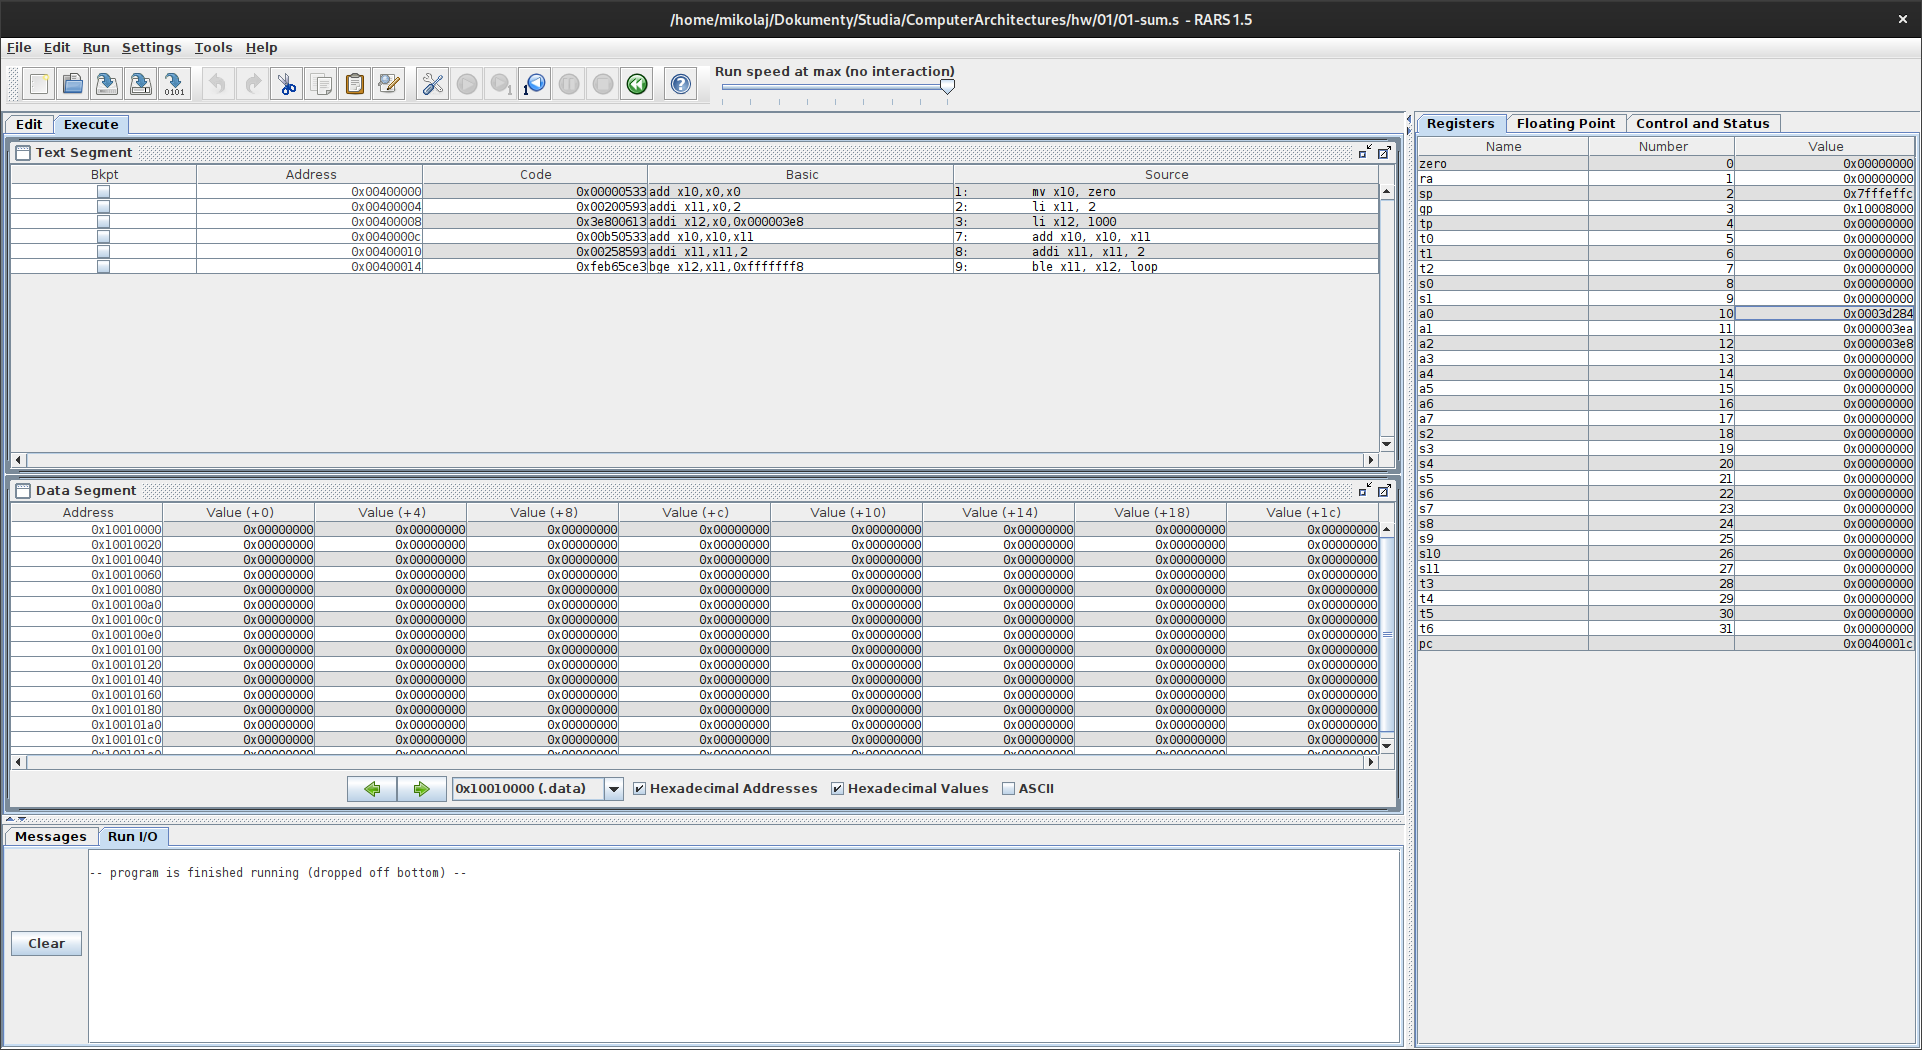 /home/mikolaj/Dokumenty/Studia/ComputerArchitectures/hw/01/01-sum.s - RARS 1.5
File Edit Run Settings Tools Help
Run speed at max (no interaction)
Edit Execute
Text Segment
Bkpt Address Code Basic Source
0x00400000 0x00000533 add x10,x0,x0 1: mv x10, zero
0x00400004 0x00200593 addi x11,x0,2 2: li x11, 2
0x00400008 0x3e800613 addi x12,x0,0x000003e8 3: li x12, 1000
0x0040000c 0x00b50533 add x10,x10,x11 7: add x10, x10, x11
0x00400010 0x00258593 addi x11,x11,2 8: addi x11, x11, 2
0x00400014 0xfeb65ce3 bge x12,x11,0xfffffff8 9: ble x11, x12, loop
Data Segment
Address Value (+0) Value (+4) Value (+8) Value (+c) Value (+10) Value (+14) Value (+18) Value (+1c)
0x10010000 0x00000000 0x00000000 0x00000000 0x00000000 0x00000000 0x00000000 0x00000000 0x00000000
0x10010020 0x00000000 0x00000000 0x00000000 0x00000000 0x00000000 0x00000000 0x00000000 0x00000000
0x10010040 0x00000000 0x00000000 0x00000000 0x00000000 0x00000000 0x00000000 0x00000000 0x00000000
0x10010060 0x00000000 0x00000000 0x00000000 0x00000000 0x00000000 0x00000000 0x00000000 0x00000000
0x10010080 0x00000000 0x00000000 0x00000000 0x00000000 0x00000000 0x00000000 0x00000000 0x00000000
0x100100a0 0x00000000 0x00000000 0x00000000 0x00000000 0x00000000 0x00000000 0x00000000 0x00000000
0x100100c0 0x00000000 0x00000000 0x00000000 0x00000000 0x00000000 0x00000000 0x00000000 0x00000000
0x100100e0 0x00000000 0x00000000 0x00000000 0x00000000 0x00000000 0x00000000 0x00000000 0x00000000
0x10010100 0x00000000 0x00000000 0x00000000 0x00000000 0x00000000 0x00000000 0x00000000 0x00000000
0x10010120 0x00000000 0x00000000 0x00000000 0x00000000 0x00000000 0x00000000 0x00000000 0x00000000
0x10010140 0x00000000 0x00000000 0x00000000 0x00000000 0x00000000 0x00000000 0x00000000 0x00000000
0x10010160 0x00000000 0x00000000 0x00000000 0x00000000 0x00000000 0x00000000 0x00000000 0x00000000
0x10010180 0x00000000 0x00000000 0x00000000 0x00000000 0x00000000 0x00000000 0x00000000 0x00000000
0x100101a0 0x00000000 0x00000000 0x00000000 0x00000000 0x00000000 0x00000000 0x00000000 0x00000000
0x100101c0 0x00000000 0x00000000 0x00000000 0x00000000 0x00000000 0x00000000 0x00000000 0x00000000
0x10010000 (.data) Hexadecimal Addresses Hexadecimal Values ASCII
Messages Run I/O
-- program is finished running (dropped off bottom) --
Clear
Registers Floating Point Control and Status
Name Number Value
zero 0 0x00000000
ra 1 0x00000000
sp 2 0x7fffeffc
gp 3 0x10008000
tp 4 0x00000000
t0 5 0x00000000
t1 6 0x00000000
t2 7 0x00000000
s0 8 0x00000000
s1 9 0x00000000
a0 10 0x0003d284
a1 11 0x000003ea
a2 12 0x000003e8
a3 13 0x00000000
a4 14 0x00000000
a5 15 0x00000000
a6 16 0x00000000
a7 17 0x00000000
s2 18 0x00000000
s3 19 0x00000000
s4 20 0x00000000
s5 21 0x00000000
s6 22 0x00000000
s7 23 0x00000000
s8 24 0x00000000
s9 25 0x00000000
s10 26 0x00000000
s11 27 0x00000000
t3 28 0x00000000
t4 29 0x00000000
t5 30 0x00000000
t6 31 0x00000000
pc 0x0040001c